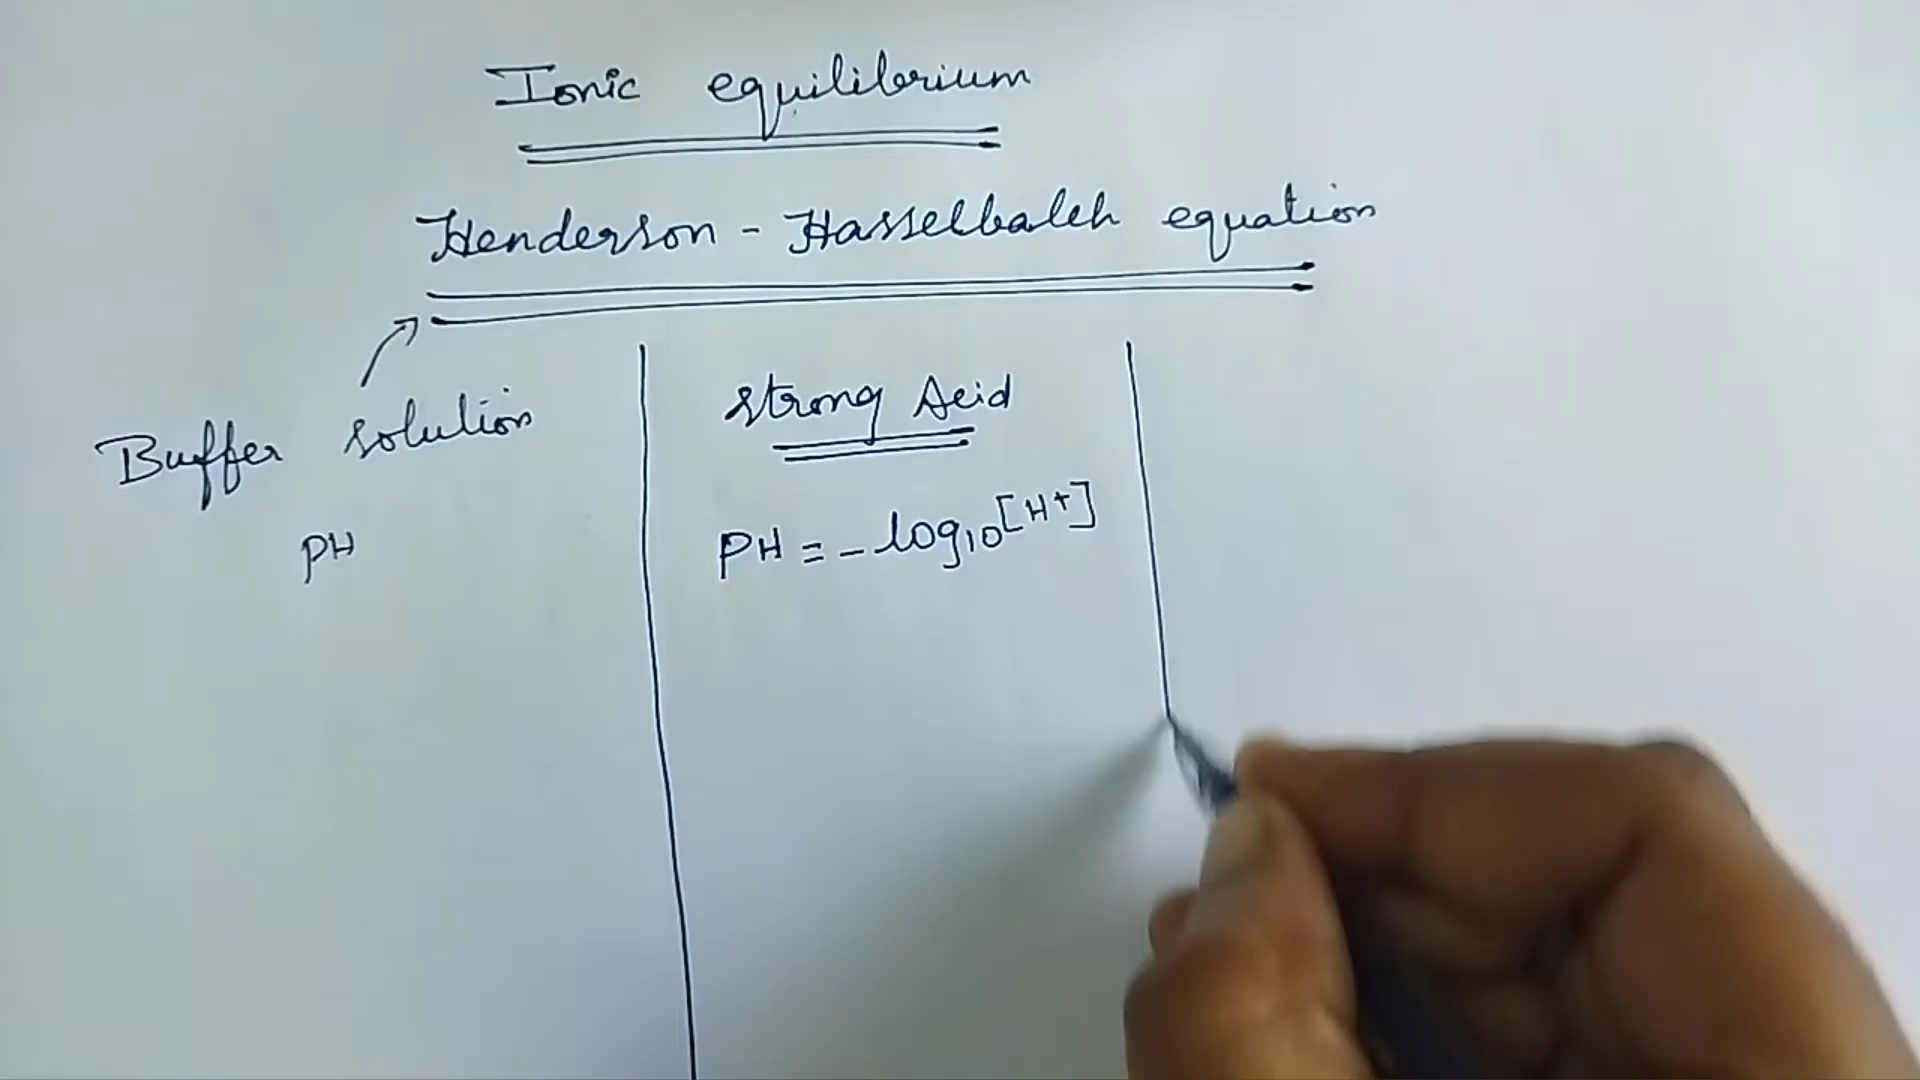 Ionic equilibrium
Henderson - Hasselbalch equation
Buffer solution
PH
Strong Acid
PH = - log₁₀[H⁺]